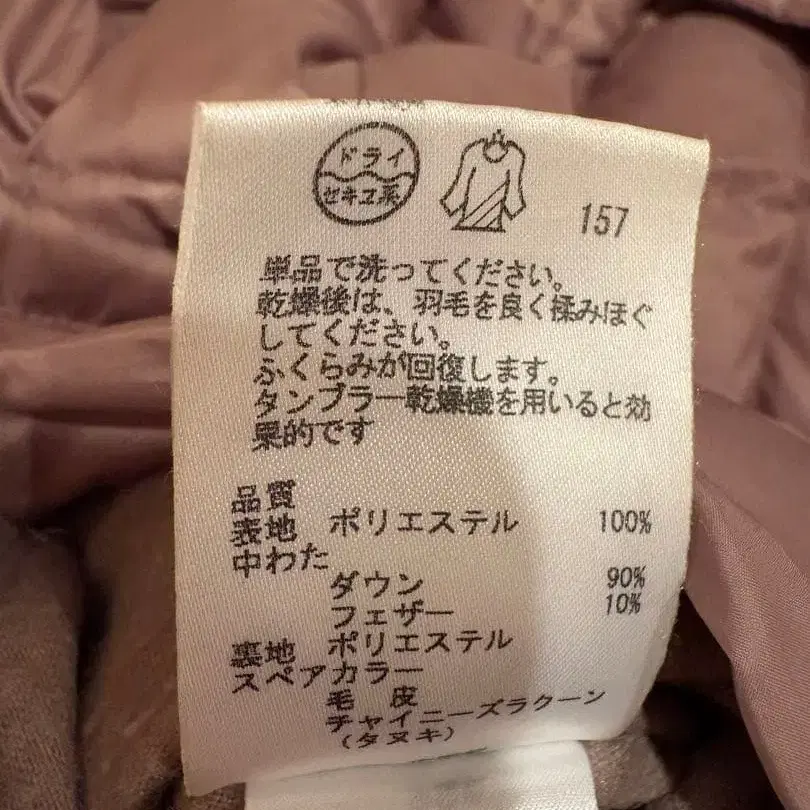 ドライ
セキユ系
157
単品で洗ってください。
乾燥後は、羽毛を良く揉みほぐ
してください。
ふくらみが回復します。
タンブラー乾燥機を用いると効
果的です
品質
表地 ポリエステル 100%
中わた
ダウン 90%
フェザー 10%
裏地 ポリエステル
スペアカラー
毛 皮
チャイニーズラクーン
(タヌキ)